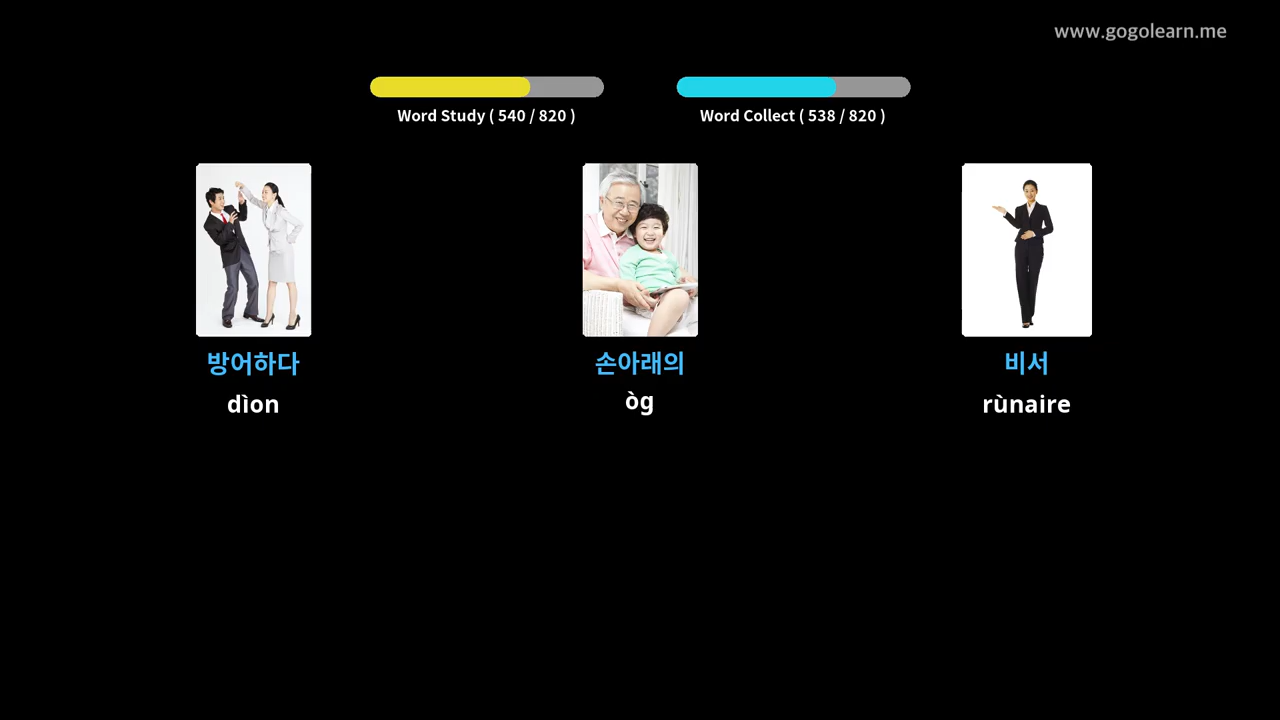 www.gogolearn.me
Word Study ( 540 / 820 )
Word Collect ( 538 / 820 )
방어하다
dìon
손아래의
òg
비서
rùnaire